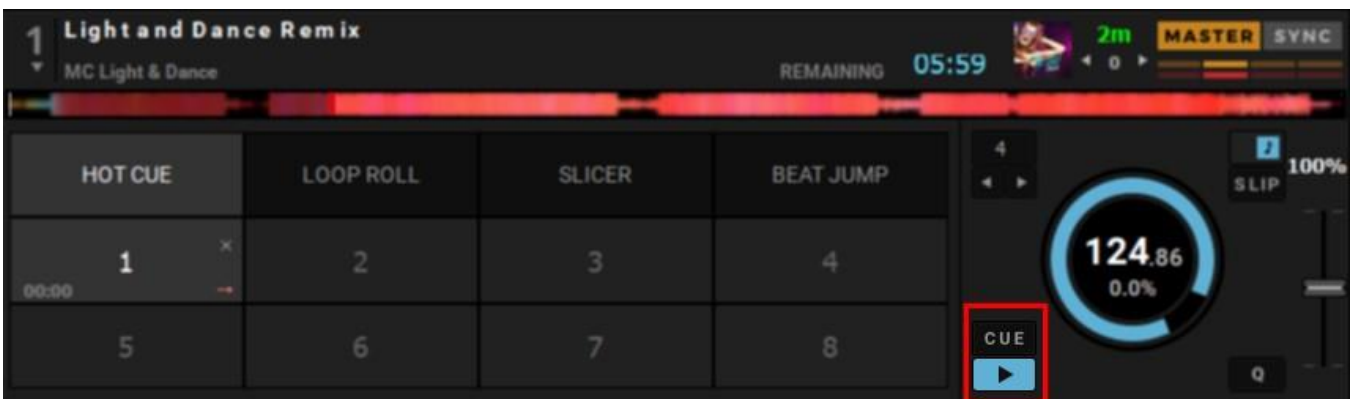 1 Light and Dance Remix
MC Light & Dance
REMAINING 05:59
2m
0
MASTER SYNC
HOT CUE LOOP ROLL SLICER BEAT JUMP
1 2 3 4
00:00
5 6 7 8
4
SLIP
100%
124.86
0.0%
CUE
Q